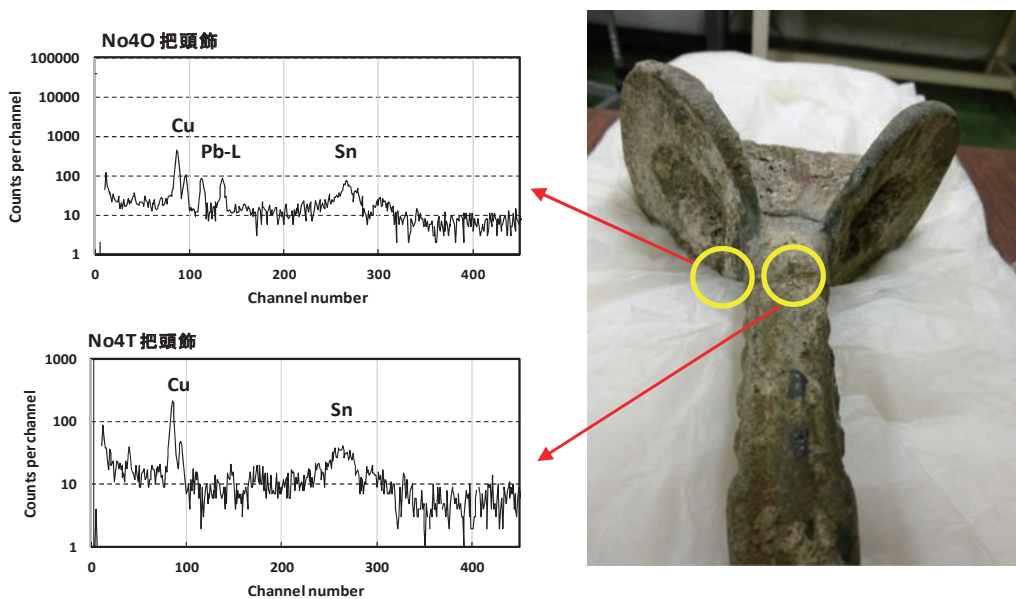 No4O 把頭飾
100000
10000
1000
100
10
1
Counts per channel
Cu
Pb-L
Sn
0 100 200 300 400
Channel number
No4T 把頭飾
1000
100
10
1
Counts per channel
Cu
Sn
0 100 200 300 400
Channel number